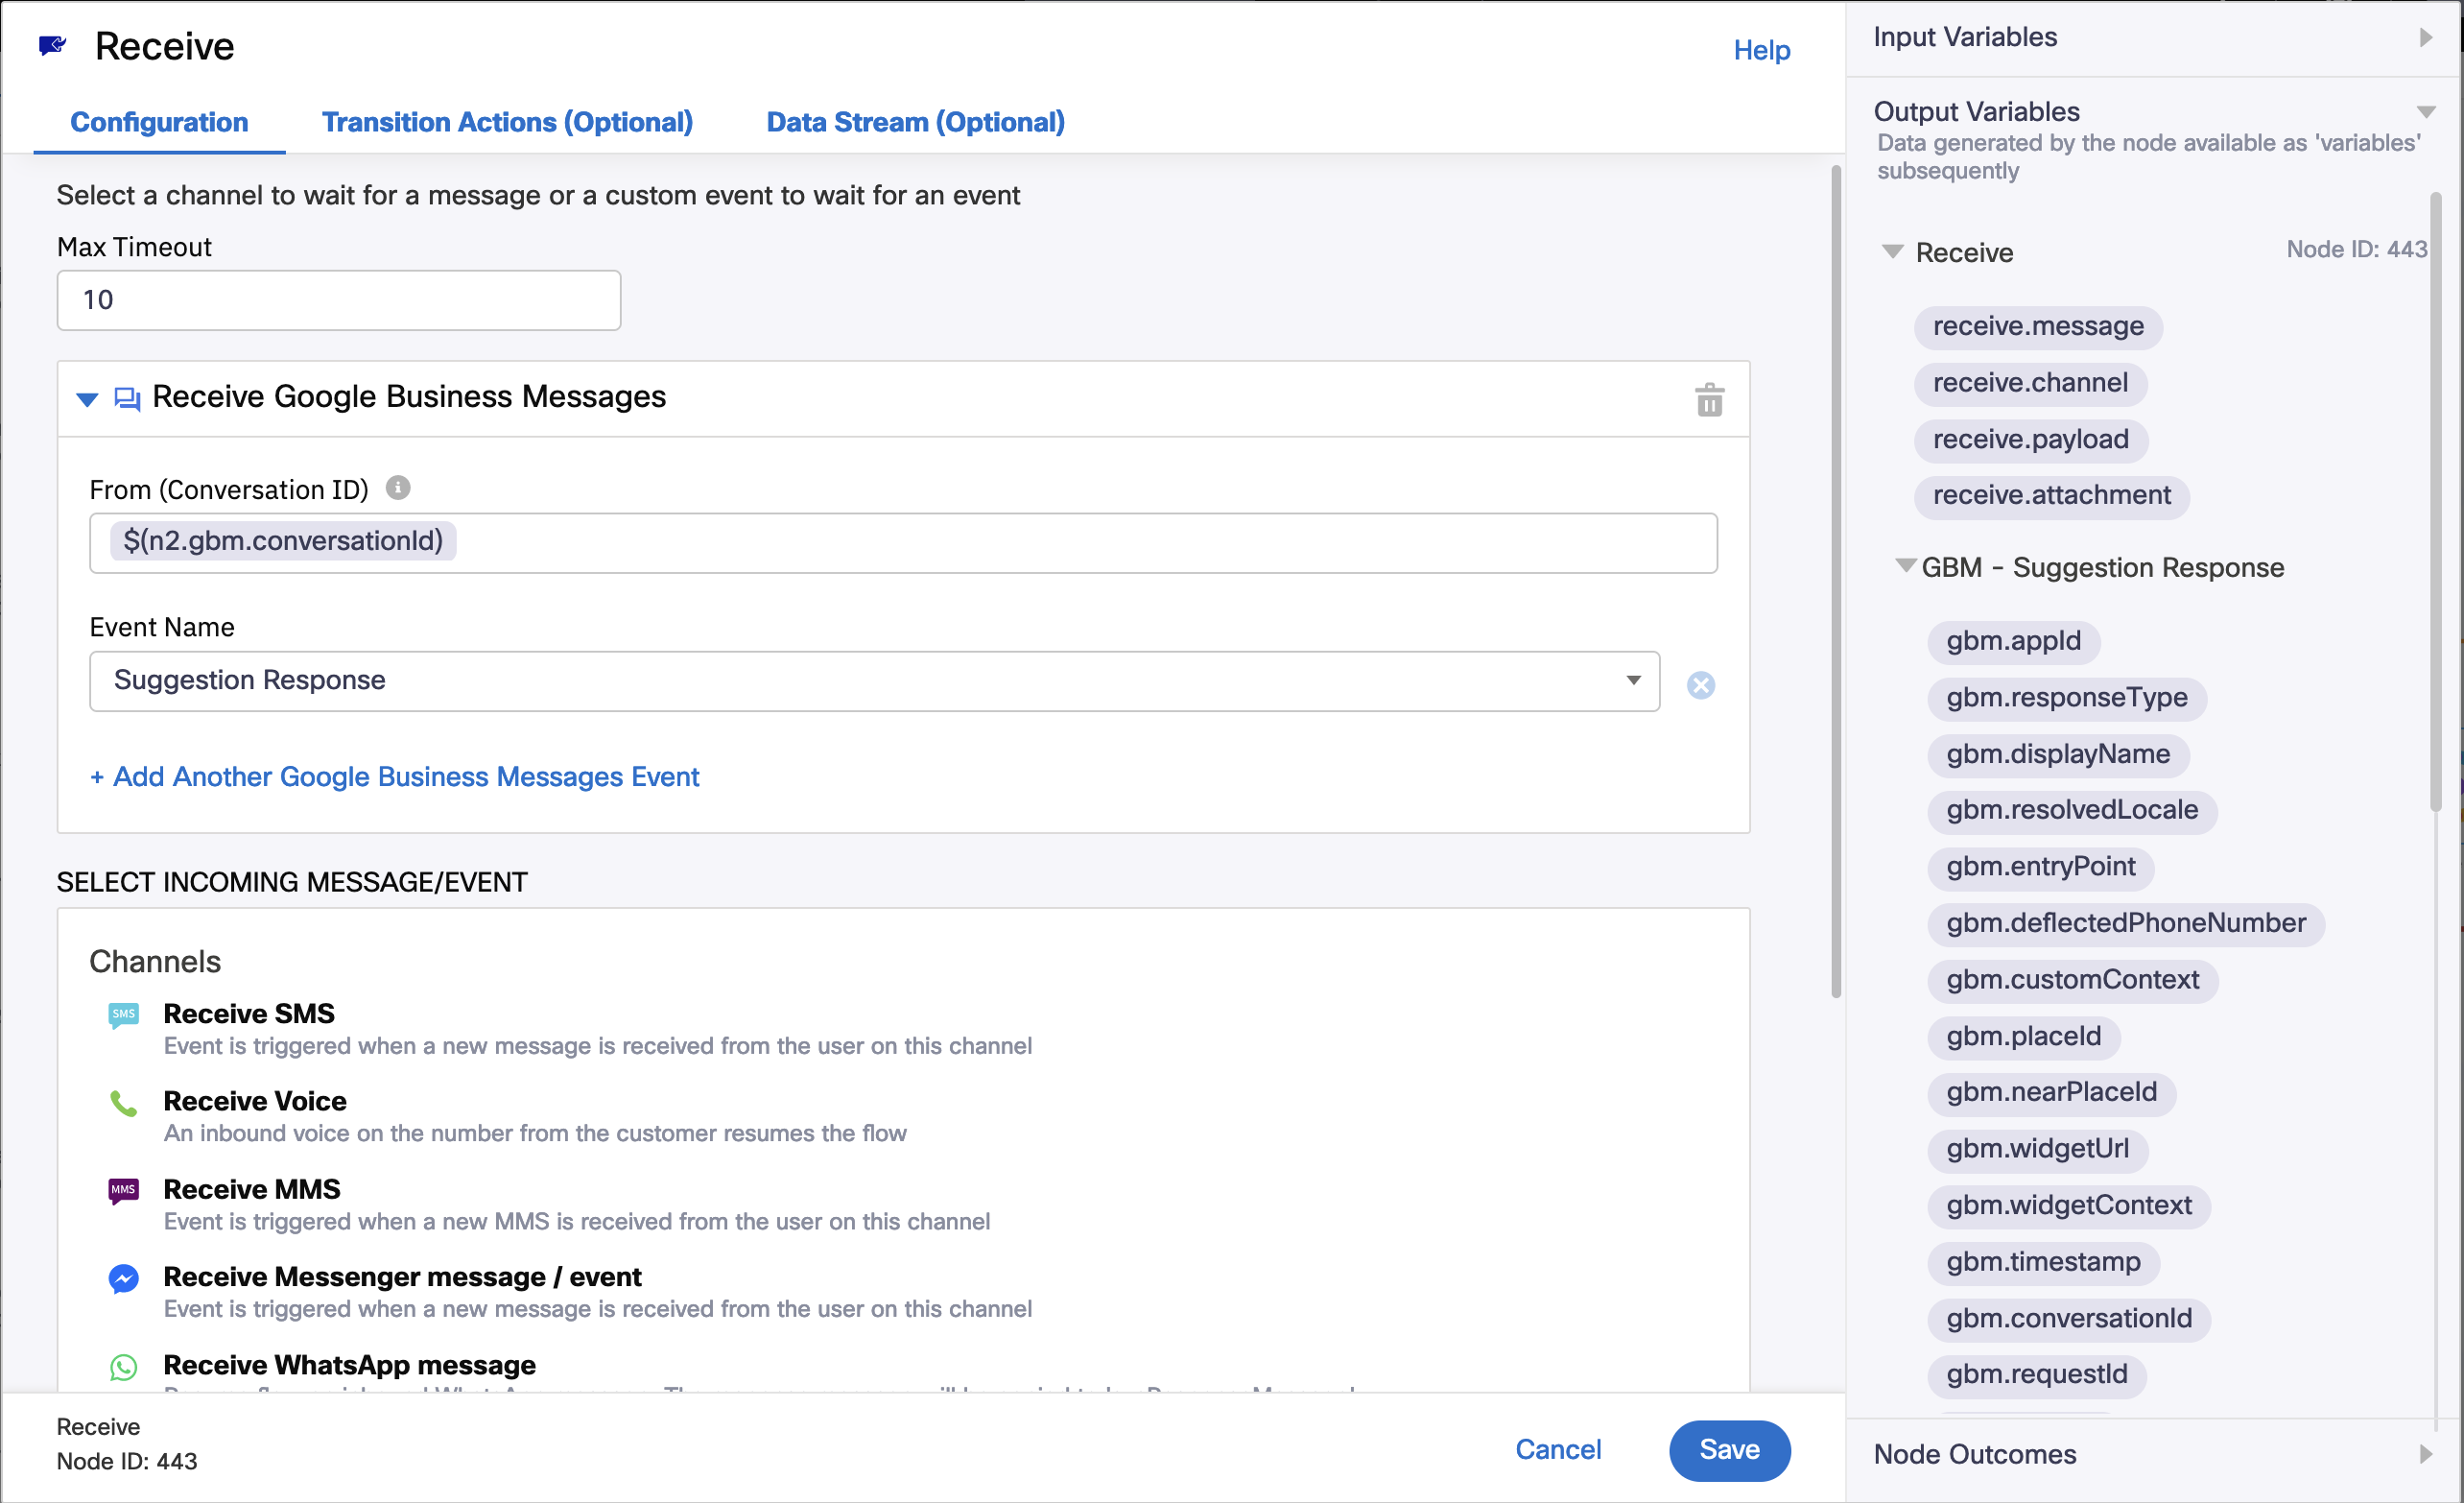 Receive
Help
Configuration
Transition Actions (Optional)
Data Stream (Optional)
Select a channel to wait for a message or a custom event to wait for an event
Max Timeout
10
Receive Google Business Messages
From (Conversation ID)
$(n2.gbm.conversationId)
Event Name
Suggestion Response
+ Add Another Google Business Messages Event
SELECT INCOMING MESSAGE/EVENT
Channels
SMS
Receive SMS
Event is triggered when a new message is received from the user on this channel
Receive Voice
An inbound voice on the number from the customer resumes the flow
MMS
Receive MMS
Event is triggered when a new MMS is received from the user on this channel
Receive Messenger message / event
Event is triggered when a new message is received from the user on this channel
Receive WhatsApp message
Receive
Node ID: 443
Cancel
Save
Input Variables
Output Variables
Data generated by the node available as 'variables'
subsequently
Receive
Node ID: 443
receive.message
receive.channel
receive.payload
receive.attachment
GBM - Suggestion Response
gbm.appId
gbm.responseType
gbm.displayName
gbm.resolvedLocale
gbm.entryPoint
gbm.deflectedPhoneNumber
gbm.customContext
gbm.placeId
gbm.nearPlaceId
gbm.widgetUrl
gbm.widgetContext
gbm.timestamp
gbm.conversationId
gbm.requestId
Node Outcomes